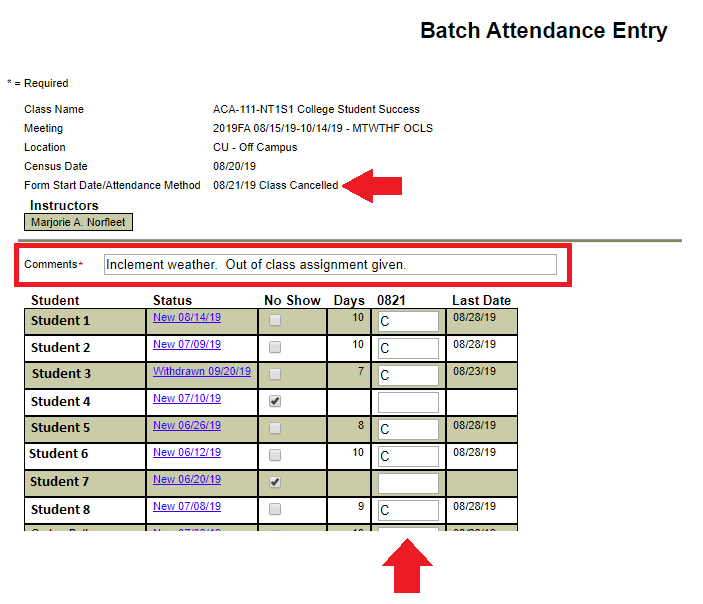 Batch Attendance Entry
* = Required
Class Name ACA-111-NT1S1 College Student Success
Meeting 2019FA 08/15/19-10/14/19 - MTWTHF OCLS
Location CU - Off Campus
Census Date 08/20/19
Form Start Date/Attendance Method 08/21/19 Class Cancelled
Instructors
Marjorie A. Norfleet
Comments* Inclement weather. Out of class assignment given.
Student Status No Show Days 0821 Last Date
Student 1 New 08/14/19 10 C 08/28/19
Student 2 New 07/09/19 10 C 08/28/19
Student 3 Withdrawn 09/20/19 7 C 08/23/19
Student 4 New 07/10/19
Student 5 New 06/26/19 8 C 08/28/19
Student 6 New 06/12/19 10 C 08/28/19
Student 7 New 06/20/19
Student 8 New 07/08/19 9 C 08/28/19